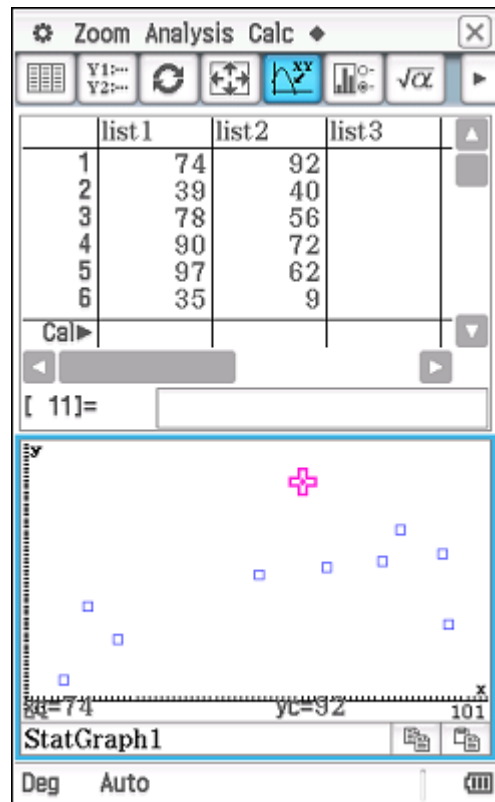 Zoom Analysis Calc ◆
Y1:... Y2:... XY √α
list1 list2 list3
1 74 92
2 39 40
3 78 56
4 90 72
5 97 62
6 35 9
Cal▶
[ 11]=
y
x
=74 yc=92 101
StatGraph1
Deg Auto